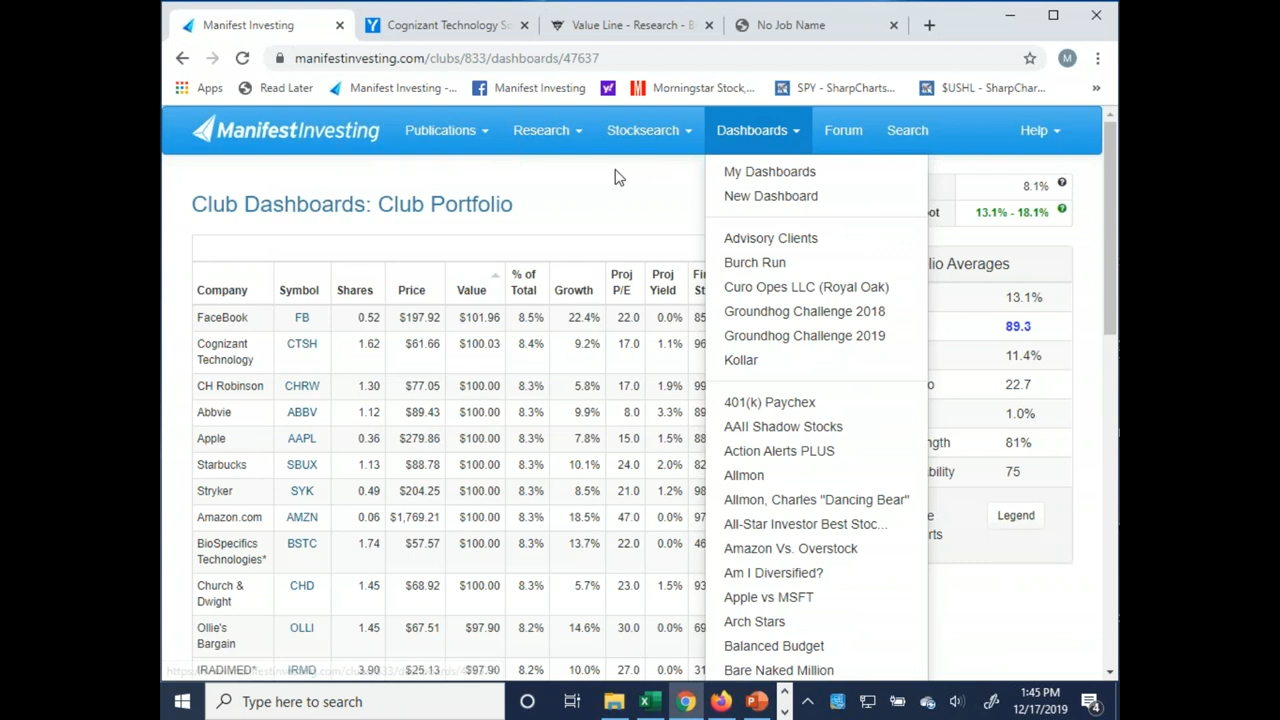 Manifest Investing
Cognizant Technology So
Value Line - Research - B
No Job Name
manifestinvesting.com/clubs/833/dashboards/47637
M
Apps
Read Later
Manifest Investing -...
Manifest Investing
Morningstar Stock,...
SPY - SharpCharts...
$USHL - SharpChar...
»
ManifestInvesting
Publications
Research
Stocksearch
Dashboards
Forum
Search
Help
Club Dashboards: Club Portfolio
Company Symbol Shares Price Value % of Total Growth Proj P/E Proj Yield
FaceBook FB 0.52 $197.92 $101.96 8.5% 22.4% 22.0 0.0% 85
Cognizant Technology CTSH 1.62 $61.66 $100.03 8.4% 9.2% 17.0 1.1% 96
CH Robinson CHRW 1.30 $77.05 $100.00 8.3% 5.8% 17.0 1.9% 99
Abbvie ABBV 1.12 $89.43 $100.00 8.3% 9.9% 8.0 3.3% 89
Apple AAPL 0.36 $279.86 $100.00 8.3% 7.8% 15.0 1.5% 88
Starbucks SBUX 1.13 $88.78 $100.00 8.3% 10.1% 24.0 2.0% 82
Stryker SYK 0.49 $204.25 $100.00 8.3% 8.5% 21.0 1.2% 98
Amazon.com AMZN 0.06 $1,769.21 $100.00 8.3% 18.5% 47.0 0.0% 97
BioSpecifics Technologies* BSTC 1.74 $57.57 $100.00 8.3% 13.7% 22.0 0.0% 46
Church & Dwight CHD 1.45 $68.92 $100.00 8.3% 5.7% 23.0 1.5% 93
Ollie's Bargain OLLI 1.45 $67.51 $97.90 8.2% 14.6% 30.0 0.0% 69
IRADIMED* IRMD 3.90 $25.13 $97.90 8.2% 10.0% 27.0 0.0% 31
My Dashboards
New Dashboard
Advisory Clients
Burch Run
Curo Opes LLC (Royal Oak)
Groundhog Challenge 2018
Groundhog Challenge 2019
Kollar
401(k) Paychex
AAII Shadow Stocks
Action Alerts PLUS
Allmon
Allmon, Charles "Dancing Bear"
All-Star Investor Best Stoc...
Amazon Vs. Overstock
Am I Diversified?
Apple vs MSFT
Arch Stars
Balanced Budget
Bare Naked Million
8.1%
ot 13.1% - 18.1%
lio Averages
13.1%
89.3
11.4%
o 22.7
1.0%
ngth 81%
bility 75
e
rts
Legend
Type here to search
1:45 PM
12/17/2019
4